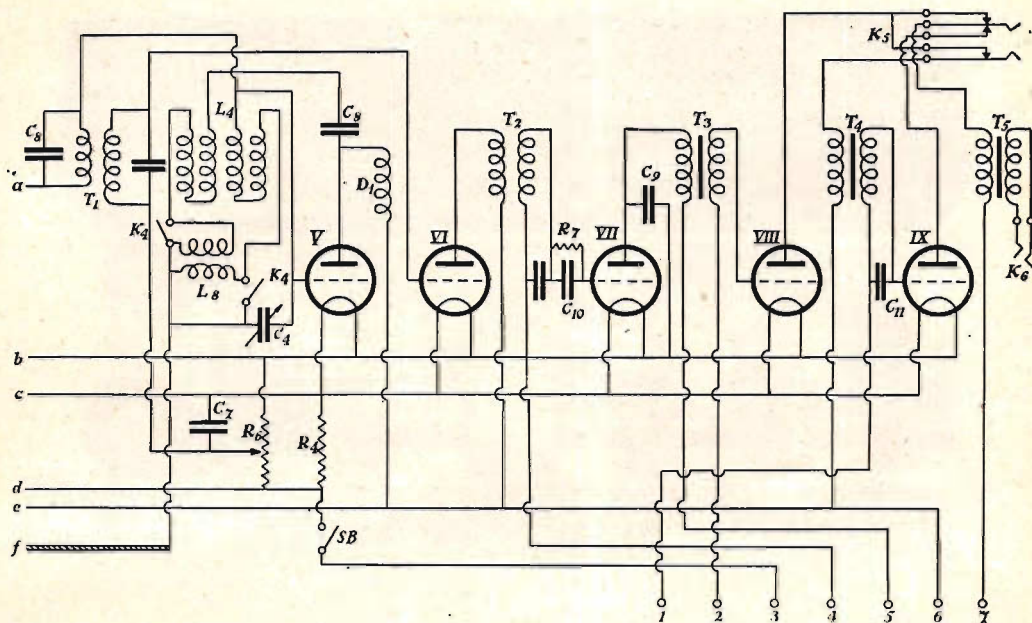 K5
L4
C8
C8
T2
T3
T4
T5
a
D1
C9
T1
K4
V
VI
R7
VII
VIII
IX
L8
K4
C10
C11
K6
C4
b
c
C7
R6
R4
d
e
f
SB
1 2 3 4 5 6 7